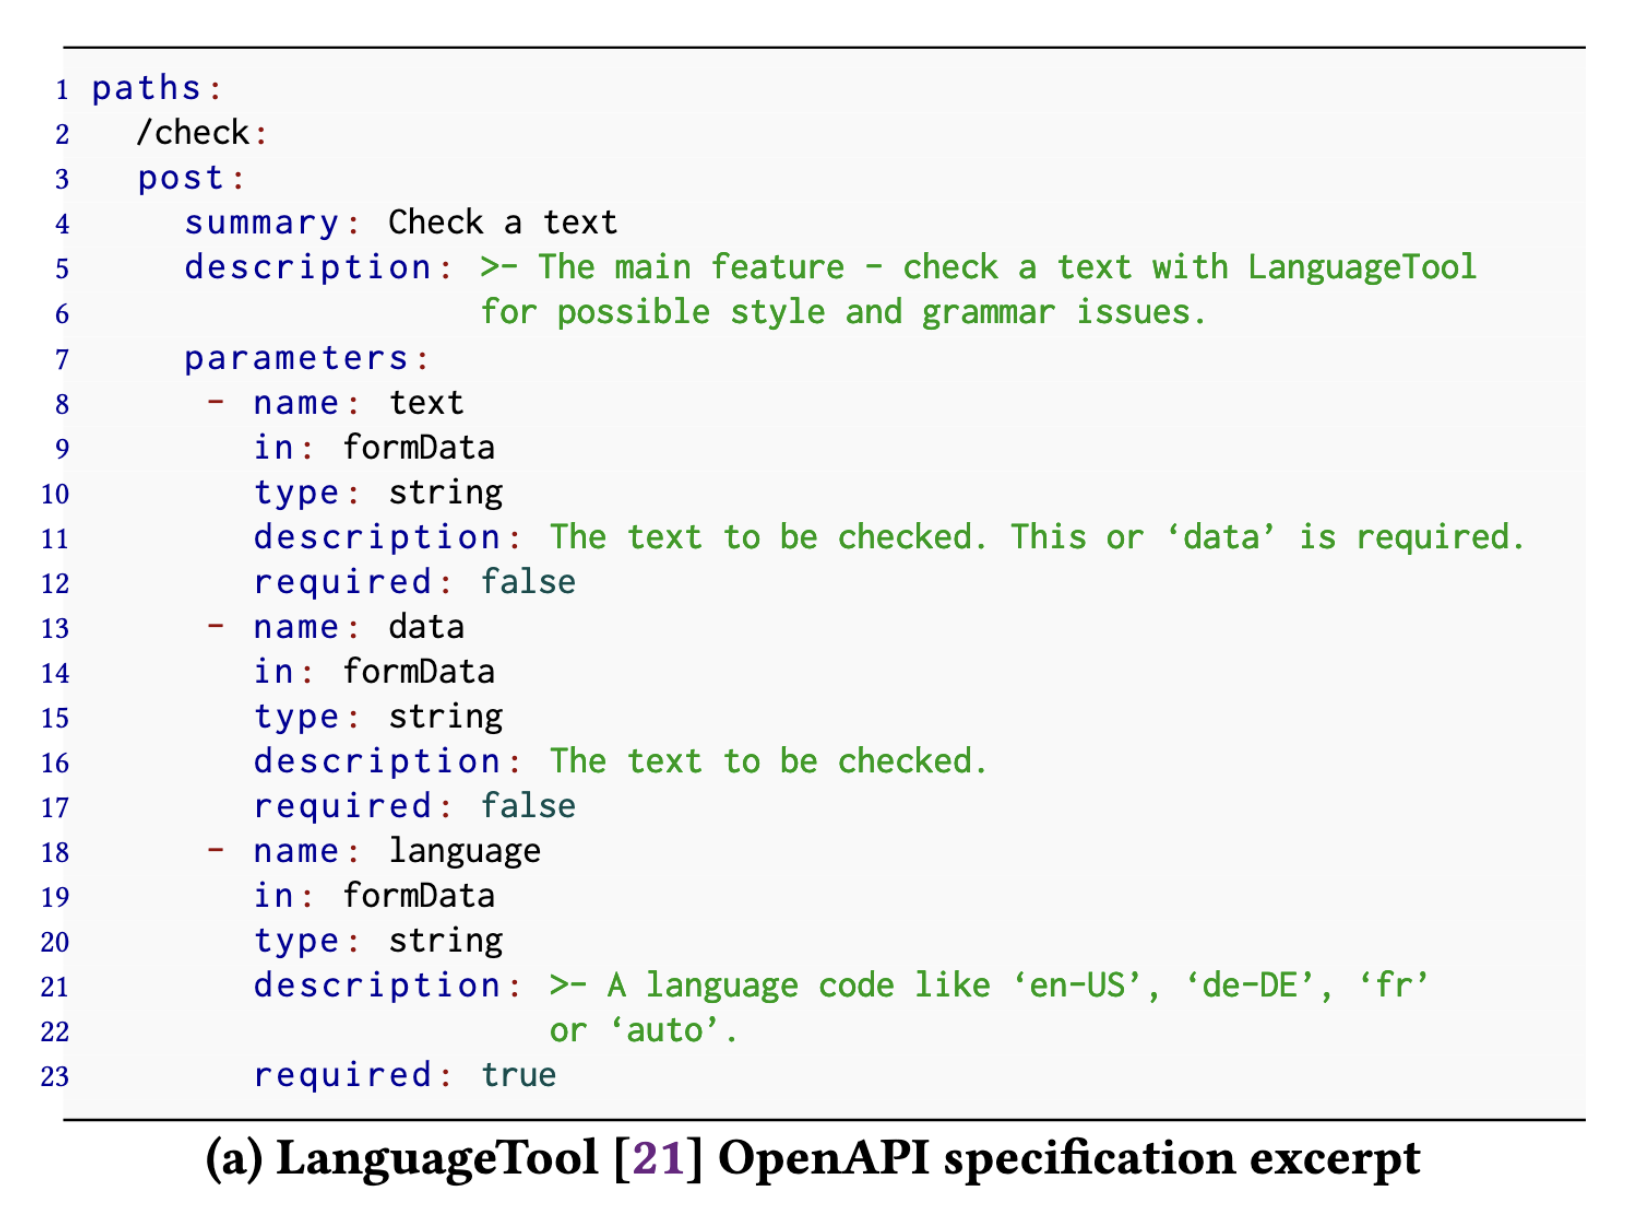 1 paths:
2   /check:
3   post:
4     summary: Check a text
5     description: >- The main feature – check a text with LanguageTool
6                  for possible style and grammar issues.
7     parameters:
8      - name: text
9        in: formData
10        type: string
11        description: The text to be checked. This or ‘data’ is required.
12        required: false
13      - name: data
14        in: formData
15        type: string
16        description: The text to be checked.
17        required: false
18      - name: language
19        in: formData
20        type: string
21        description: >- A language code like ‘en-US’, ‘de-DE’, ‘fr’
22                     or ‘auto’.
23        required: true
(a) LanguageTool [21] OpenAPI specification excerpt